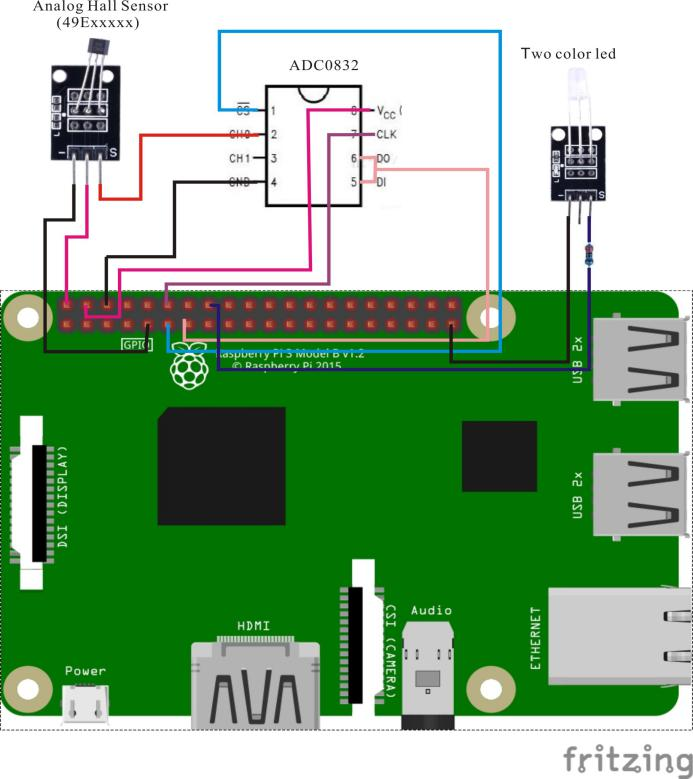 Analog Hall Sensor
(49Exxxxx)
ADC0832
Two color led
CS 1
CH0 2
CH1 3
GND 4
8 VCC (
7 CLK
6 DO
5 DI
- S
L
- S
L
GPIO
Raspberry Pi 3 Model B V1.2
© Raspberry Pi 2015
USB 2x
DSI (DISPLAY)
USB 2x
CSI (CAMERA)
Audio
ETHERNET
HDMI
Power
fritzing